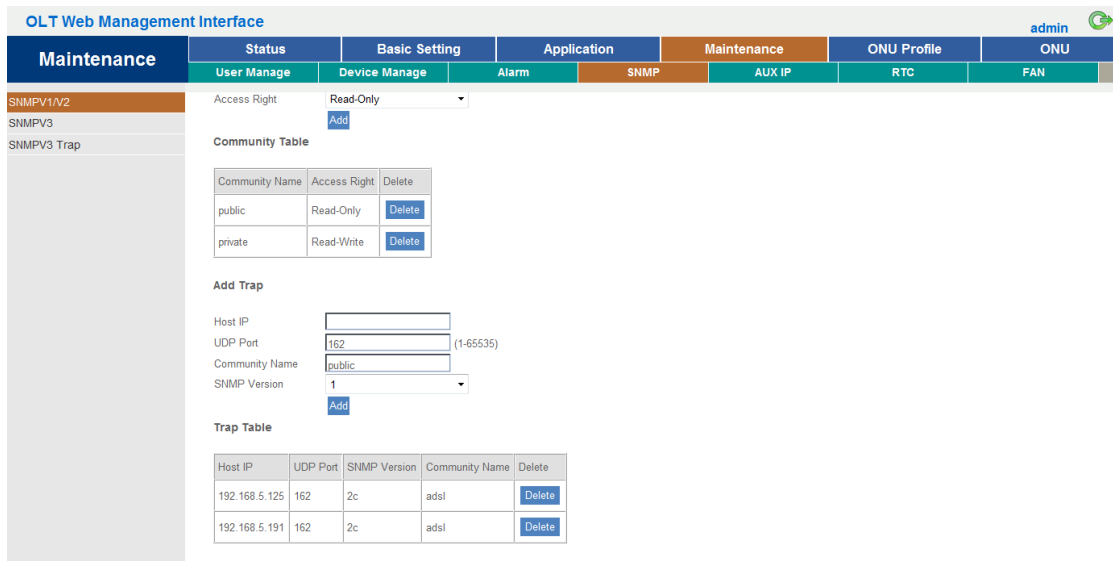 OLT Web Management Interface
admin
Maintenance
Status Basic Setting Application Maintenance ONU Profile ONU
User Manage Device Manage Alarm SNMP AUX IP RTC FAN
SNMPV1/V2
SNMPV3
SNMPV3 Trap
Access Right Read-Only
Add
Community Table
Community Name Access Right Delete
public Read-Only Delete
private Read-Write Delete
Add Trap
Host IP
UDP Port 162 (1-65535)
Community Name public
SNMP Version 1
Add
Trap Table
Host IP UDP Port SNMP Version Community Name Delete
192.168.5.125 162 2c adsl Delete
192.168.5.191 162 2c adsl Delete